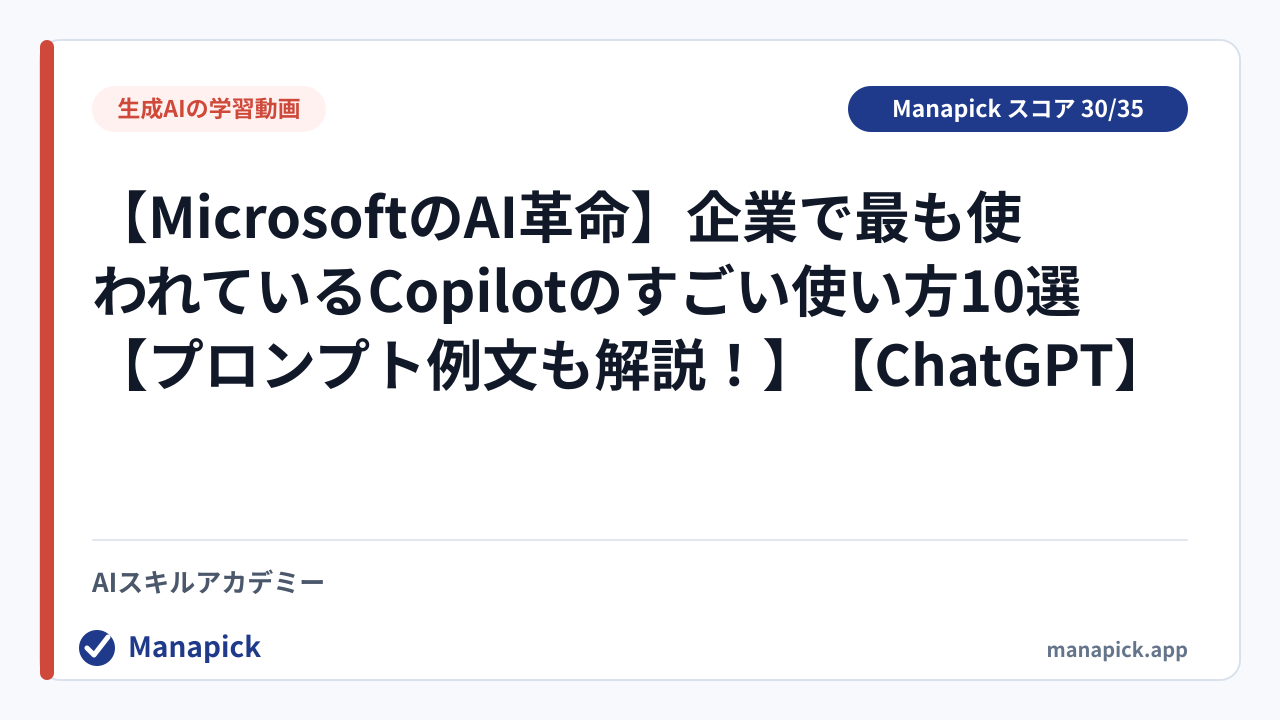 生成AIの学習動画
Manapick スコア 30/35
【MicrosoftのAI革命】企業で最も使
われているCopilotのすごい使い方10選
【プロンプト例文も解説！】【ChatGPT】
AIスキルアカデミー
Manapick
manapick.app